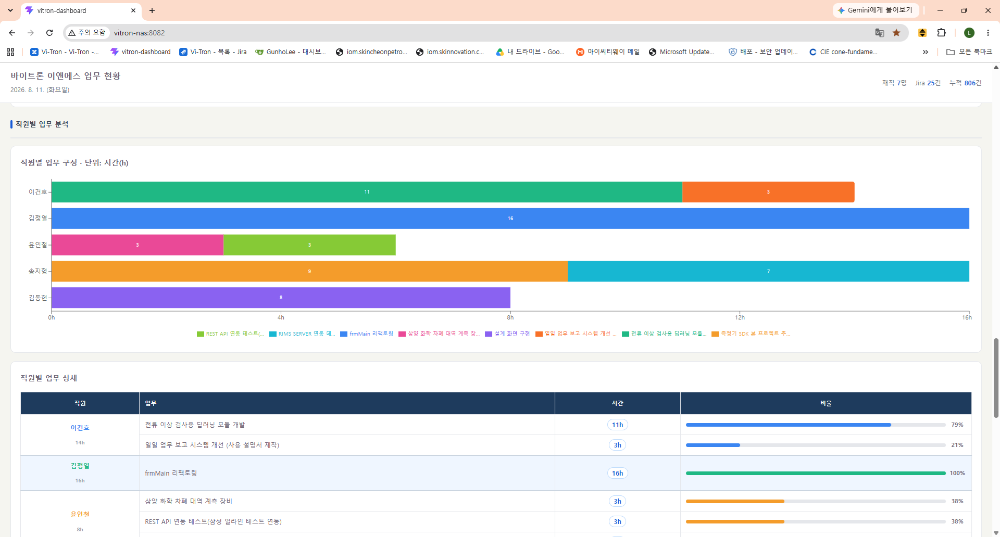 vitron-dashboard
Gemini에게 물어보기
주의 요함
vitron-nas:8082
L
Vi-Tron - Vi-Tron -...
vitron-dashboard
Vi-Tron - 목록 - Jira
GunhoLee - 대시보...
iom.skincheonpetro...
iom.skinnovation.c...
내 드라이브 - Goo...
아이씨티웨이 메일
Microsoft Update...
배포 - 보안 업데이...
CIE cone-fundame...
모든 북마크
바이트론 이앤에스 업무 현황
2026. 8. 11. (화요일)
재직 7명 Jira 25건 누적 806건
직원별 업무 분석
직원별 업무 구성 · 단위: 시간(h)
이건호 11 3
김정열 16
윤인철 3 3
송지형 9 7
김동현 8
0h 4h 8h 12h 16h
REST API 연동 테스트(... RIMS SERVER 연동 데... frmMain 리팩토링 삼양 화학 차폐 대역 계측 장... 설계 화면 구현 일일 업무 보고 시스템 개선 ... 전류 이상 검사용 딥러닝 모듈... 측정기 SDK 본 프로젝트 추...
직원별 업무 상세
직원 업무 시간 비율
이건호
14h
전류 이상 검사용 딥러닝 모듈 개발 11h 79%
일일 업무 보고 시스템 개선 (사용 설명서 제작) 3h 21%
김정열
16h
frmMain 리팩토링 16h 100%
윤인철
8h
삼양 화학 차폐 대역 계측 장비 3h 38%
REST API 연동 테스트(삼성 얼라인 테스트 연동) 3h 38%